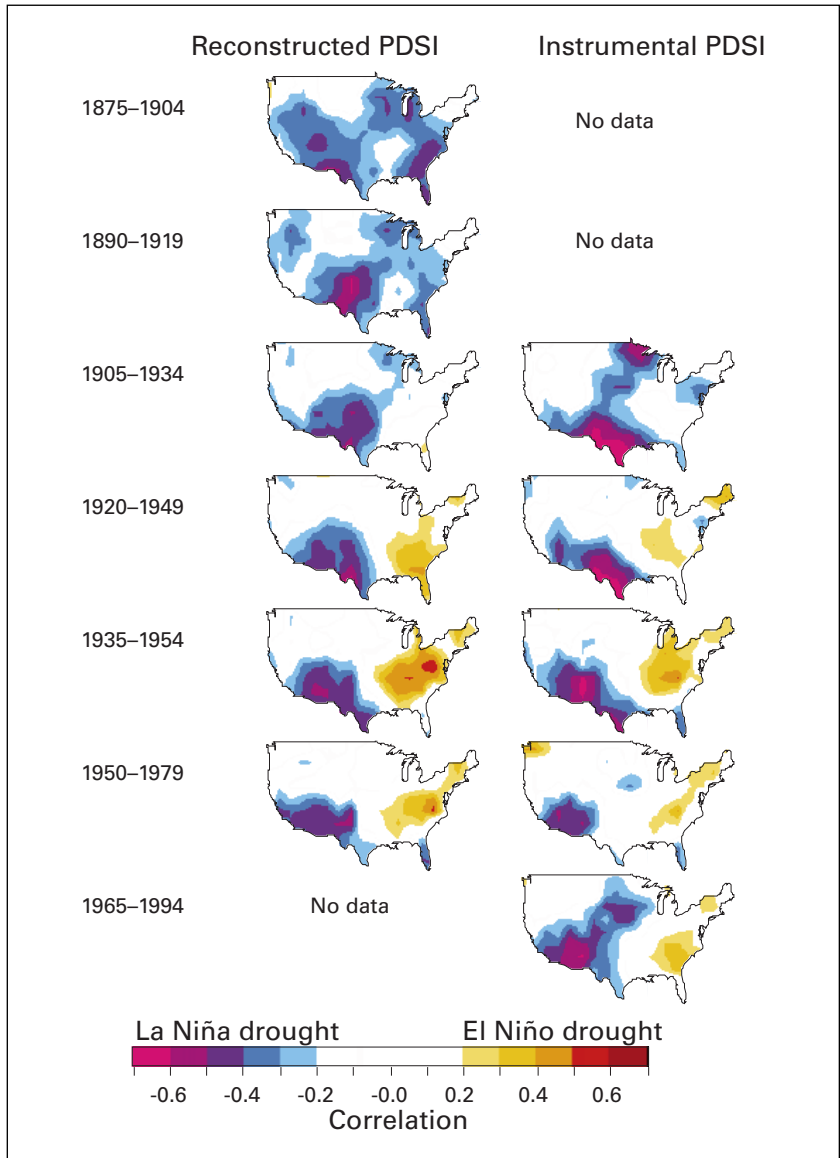 Reconstructed PDSI Instrumental PDSI
1875–1904 No data
1890–1919 No data
1905–1934
1920–1949
1935–1954
1950–1979
1965–1994 No data
La Niña drought El Niño drought
-0.6 -0.4 -0.2 -0.0 0.2 0.4 0.6
Correlation